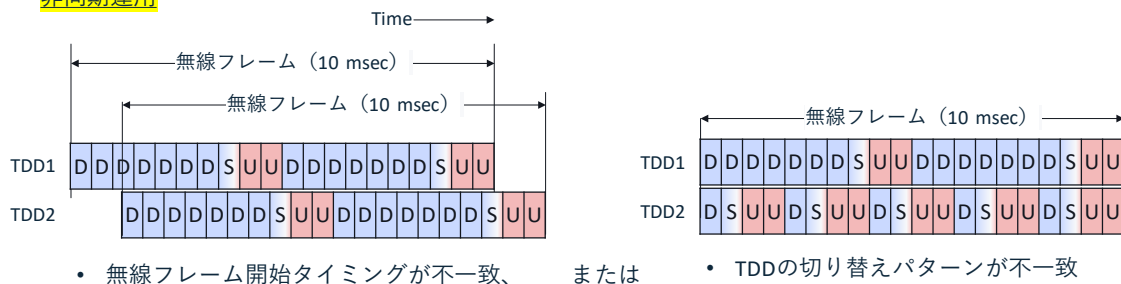 非同期運用
Time
無線フレーム（10 msec）
無線フレーム（10 msec）
TDD1 D D D D D D D S U U D D D D D D D S U U
TDD2 D D D D D D D S U U D D D D D D D S U U
• 無線フレーム開始タイミングが不一致、 または
無線フレーム（10 msec）
TDD1 D D D D D D D S U U D D D D D D D S U U
TDD2 D S U U D S U U D S U U D S U U D S U U
• TDDの切り替えパターンが不一致